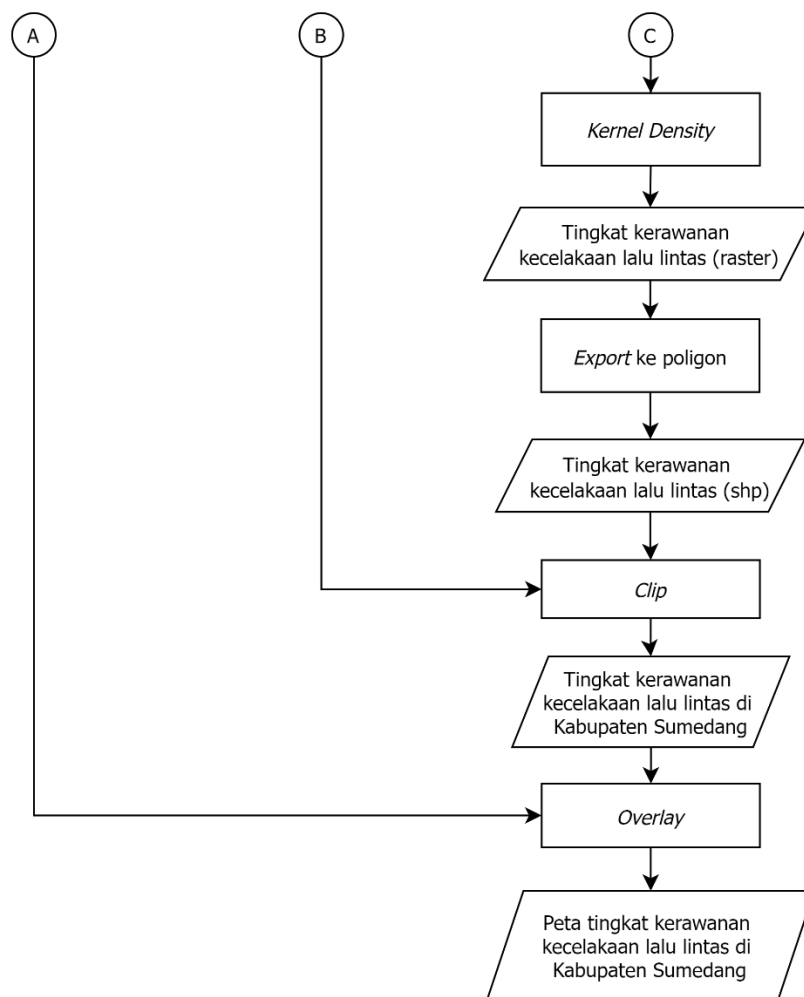 A
B
C
Kernel Density
Tingkat kerawanan
kecelakaan lalu lintas (raster)
Export ke poligon
Tingkat kerawanan
kecelakaan lalu lintas (shp)
Clip
Tingkat kerawanan
kecelakaan lalu lintas di
Kabupaten Sumedang
Overlay
Peta tingkat kerawanan
kecelakaan lalu lintas di
Kabupaten Sumedang